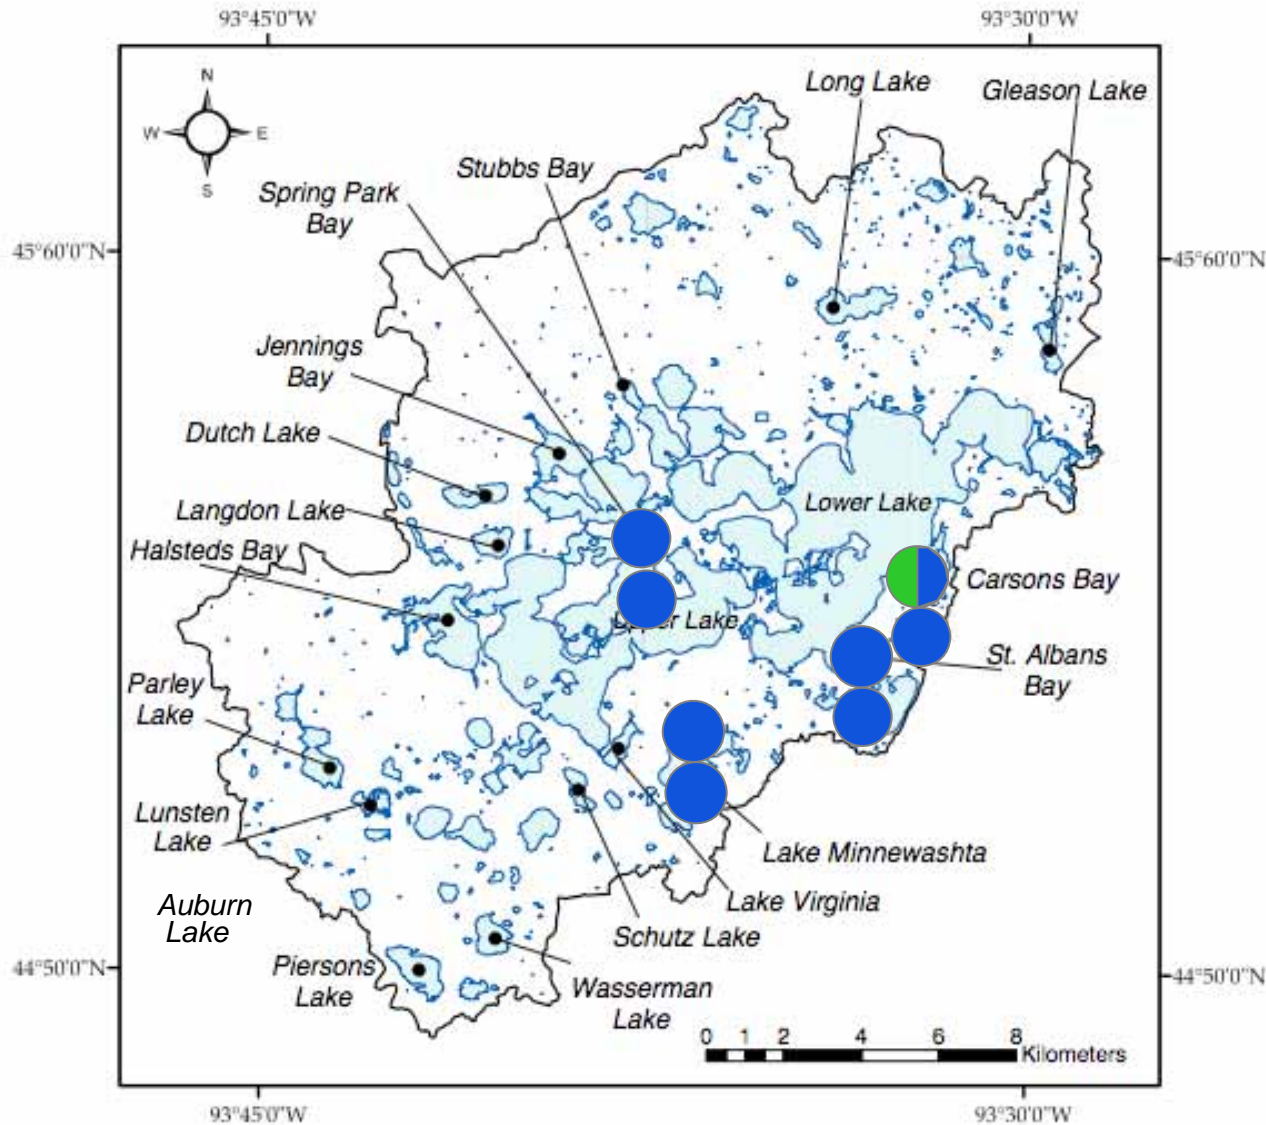 93°45'0"W
93°30'0"W
Long Lake
Gleason Lake
N
W
E
S
Stubbs Bay
Spring Park
Bay
45°60'0"N
45°60'0"N
Jennings
Bay
Dutch Lake
Lower Lake
Langdon Lake
Halsteds Bay
Carsons Bay
Upper Lake
St. Albans
Bay
Parley
Lake
Lunsten
Lake
Lake Minnewashta
Lake Virginia
Auburn
Lake
Schutz Lake
44°50'0"N
44°50'0"N
Piersons
Lake
Wasserman
Lake
0 1 2 4 6 8
Kilometers
93°45'0"W
93°30'0"W